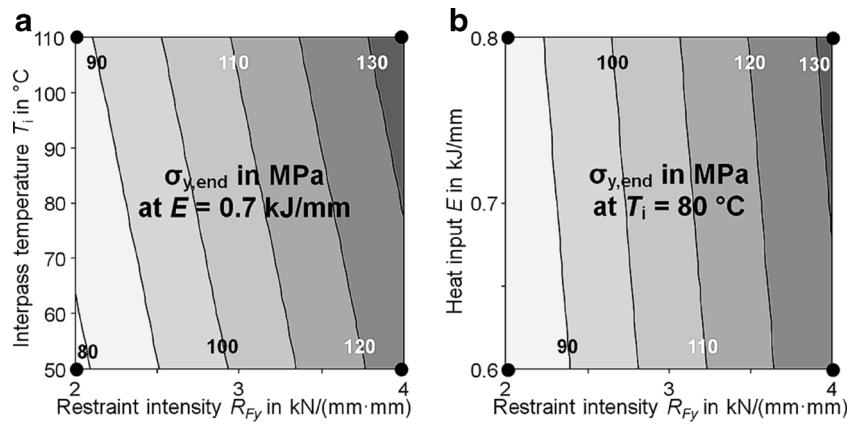 a
110
100
90
80
70
60
50
Interpass temperature Ti in °C
90
110
130
σy,end in MPa
at E = 0.7 kJ/mm
80
100
120
2
3
4
Restraint intensity RFy in kN/(mm·mm)
b
0.8
0.7
0.6
Heat input E in kJ/mm
100
120
130
σy,end in MPa
at Ti = 80 °C
90
110
2
3
4
Restraint intensity RFy in kN/(mm·mm)